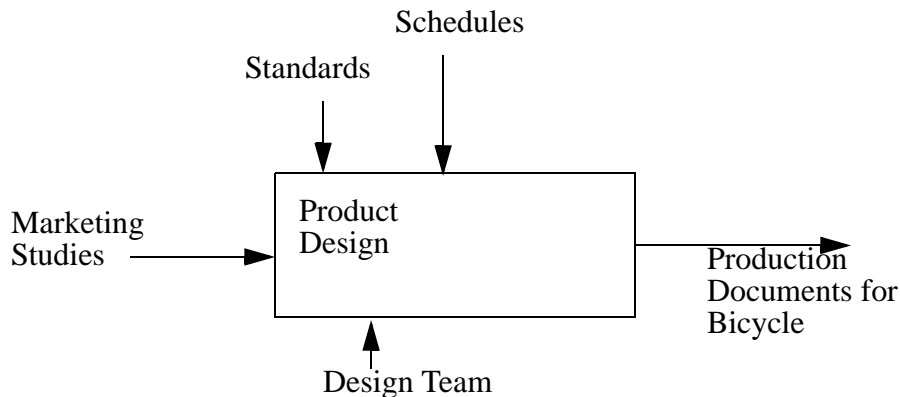 Schedules
Standards
Marketing
Studies
Product
Design
Production
Documents for
Bicycle
Design Team